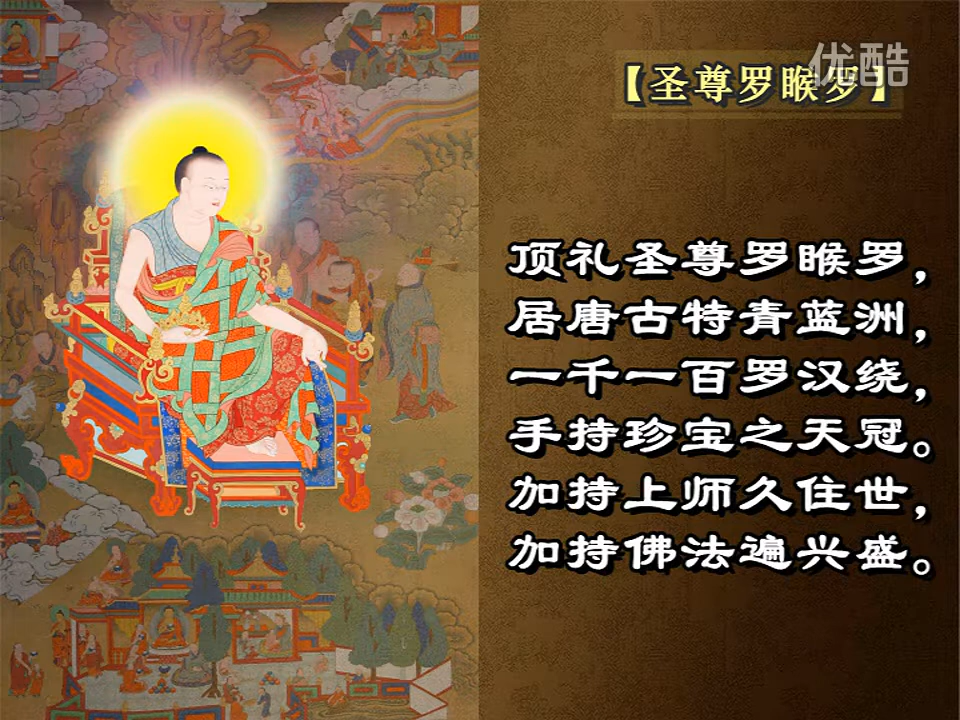 优酷
【圣尊罗睺罗】
顶礼圣尊罗睺罗，
居唐古特青蓝洲，
一千一百罗汉绕，
手持珍宝之天冠。
加持上师久住世，
加持佛法遍兴盛。